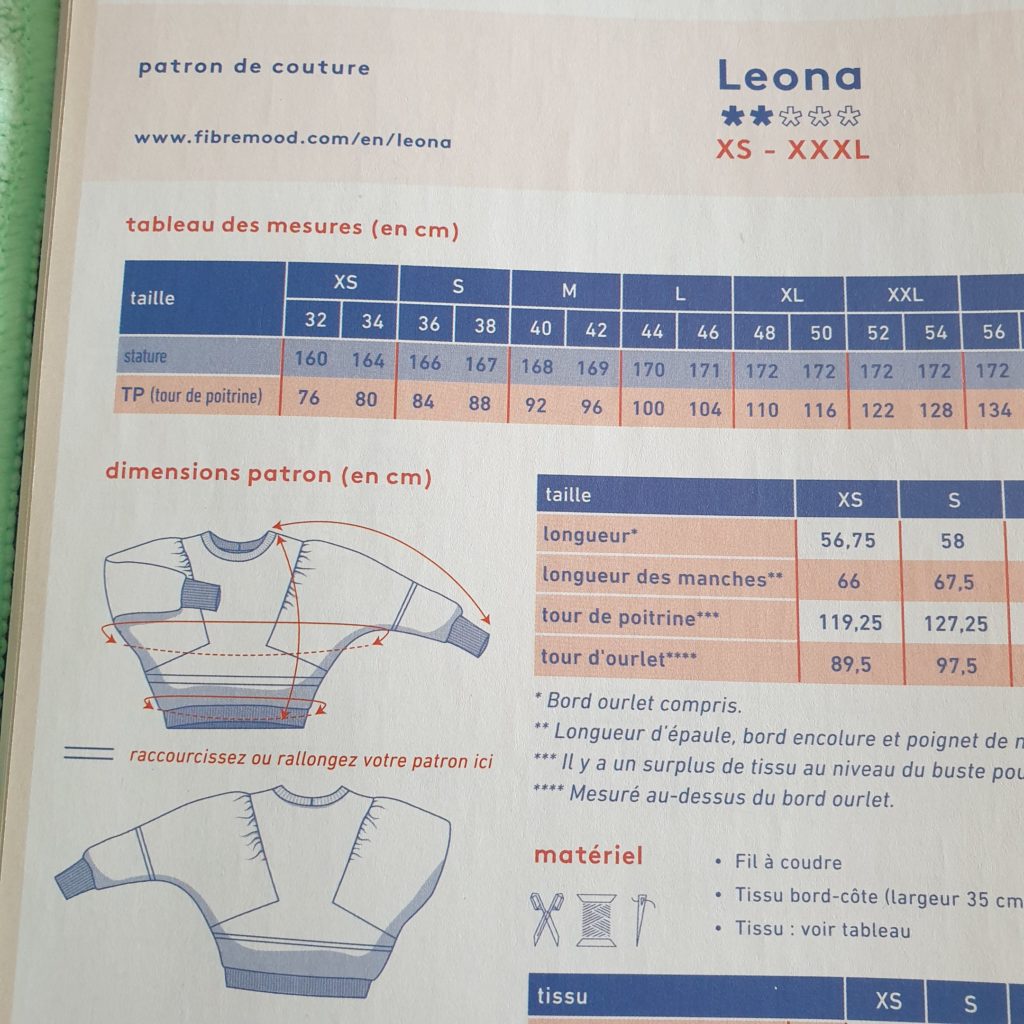 patron de couture
Leona
www.fibremood.com/en/leona
XS - XXXL
tableau des mesures (en cm)
taille XS S M L XL XXL
32 34 36 38 40 42 44 46 48 50 52 54 56
stature 160 164 166 167 168 169 170 171 172 172 172 172 172
TP (tour de poitrine) 76 80 84 88 92 96 100 104 110 116 122 128 134
dimensions patron (en cm)
raccourcissez ou rallongez votre patron ici
taille XS S
longueur* 56,75 58
longueur des manches** 66 67,5
tour de poitrine*** 119,25 127,25
tour d'ourlet**** 89,5 97,5
* Bord ourlet compris.
** Longueur d'épaule, bord encolure et poignet de
*** Il y a un surplus de tissu au niveau du buste
**** Mesuré au-dessus du bord ourlet.
matériel
• Fil à coudre
• Tissu bord-côte (largeur 35 cm
• Tissu : voir tableau
tissu XS S